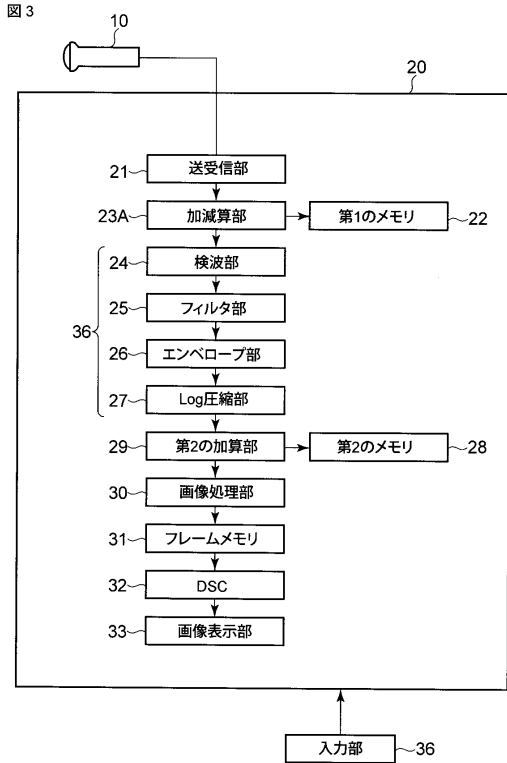 図3
10
20
21 送受信部
23A 加減算部 第1のメモリ 22
24 検波部
25 フィルタ部
36
26 エンベロープ部
27 Log圧縮部
29 第2の加算部 第2のメモリ 28
30 画像処理部
31 フレームメモリ
32 DSC
33 画像表示部
入力部 36